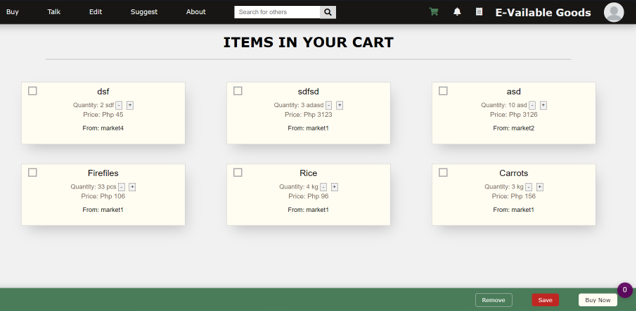 Buy Talk Edit Suggest About Search for others E-Vailable Goods
ITEMS IN YOUR CART
dsf
Quantity: 2 sdf - +
Price: Php 45
From: market4
sdfsd
Quantity: 3 adasd - +
Price: Php 3123
From: market1
asd
Quantity: 10 asd - +
Price: Php 3126
From: market2
Firefiles
Quantity: 33 pcs - +
Price: Php 106
From: market1
Rice
Quantity: 4 kg - +
Price: Php 96
From: market1
Carrots
Quantity: 3 kg - +
Price: Php 156
From: market1
Remove Save Buy Now 0